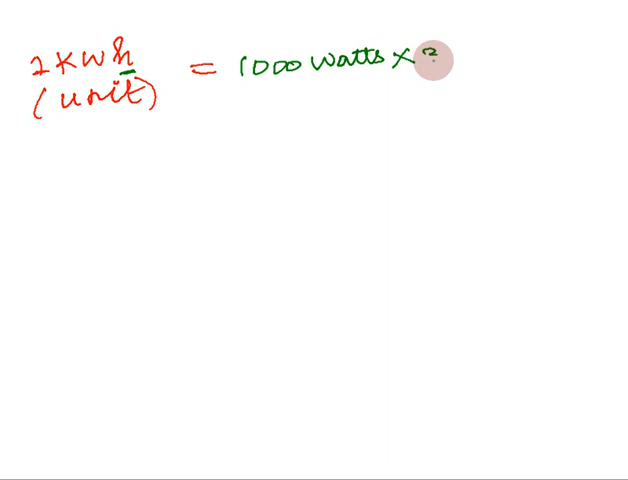 1 KWh = 1000 watts ×
(unit)